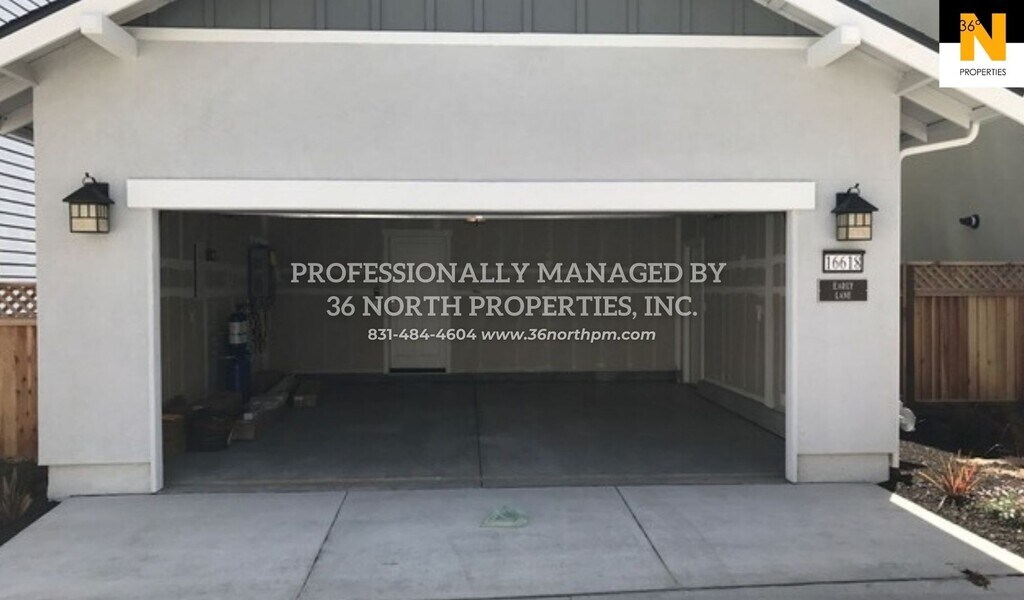 36°
N
PROPERTIES
PROFESSIONALLY MANAGED BY
36 NORTH PROPERTIES, INC.
831-484-4604 www.36northpm.com
16618
EARLY
LANE